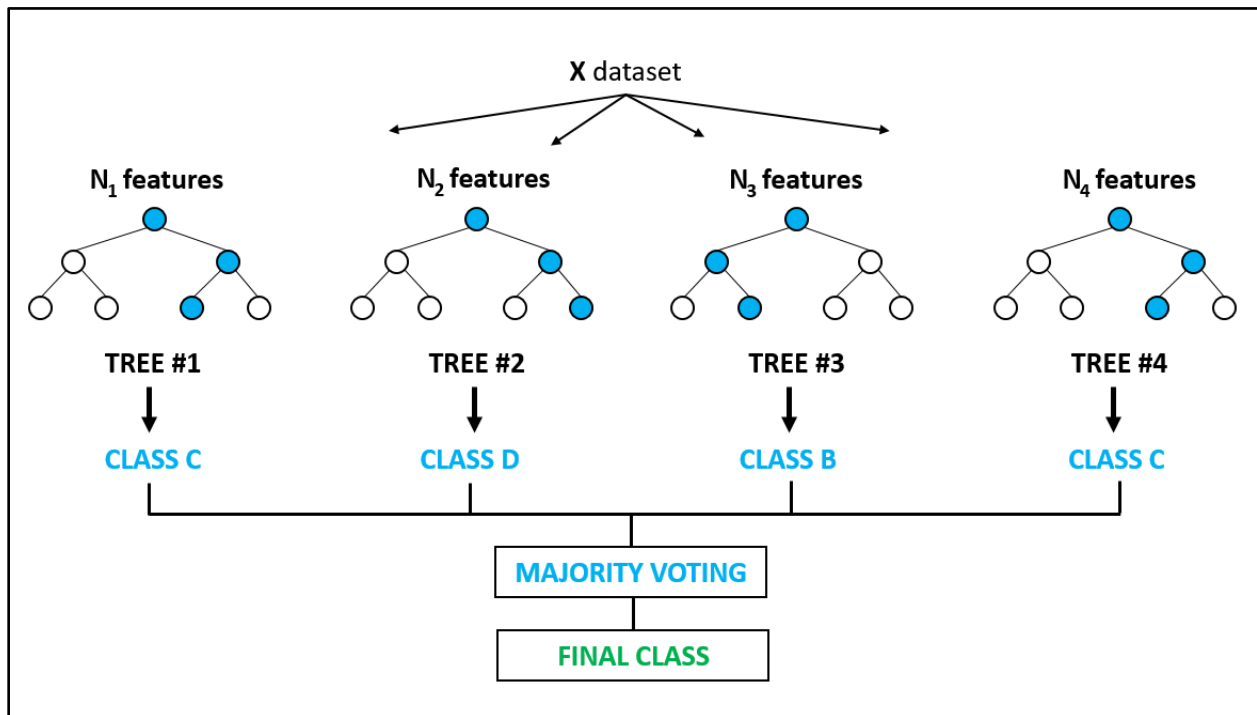 X dataset
N₁ features
N₂ features
N₃ features
N₄ features
TREE #1
TREE #2
TREE #3
TREE #4
CLASS C
CLASS D
CLASS B
CLASS C
MAJORITY VOTING
FINAL CLASS